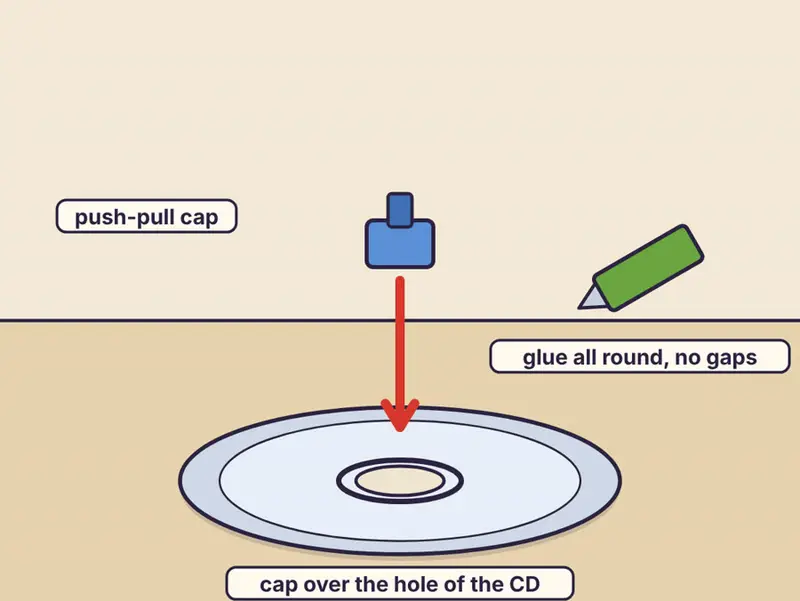 push-pull cap
glue all round, no gaps
cap over the hole of the CD